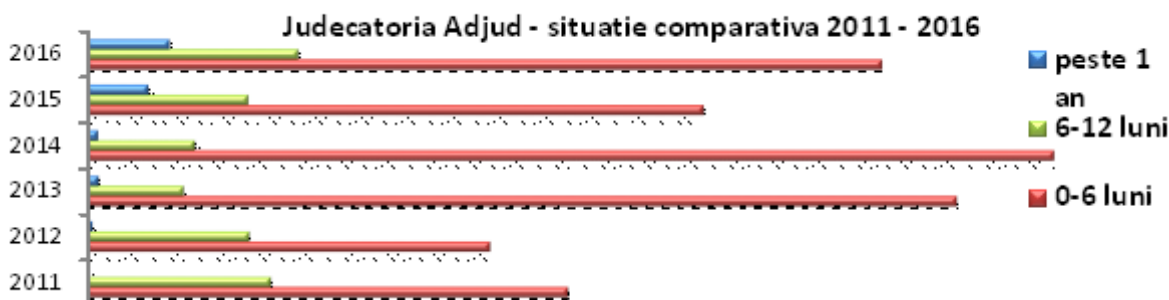 Judecatoria Adjud - situatie comparativa 2011 - 2016
2016
2015
2014
2013
2012
2011
peste 1
an
6-12 luni
0-6 luni